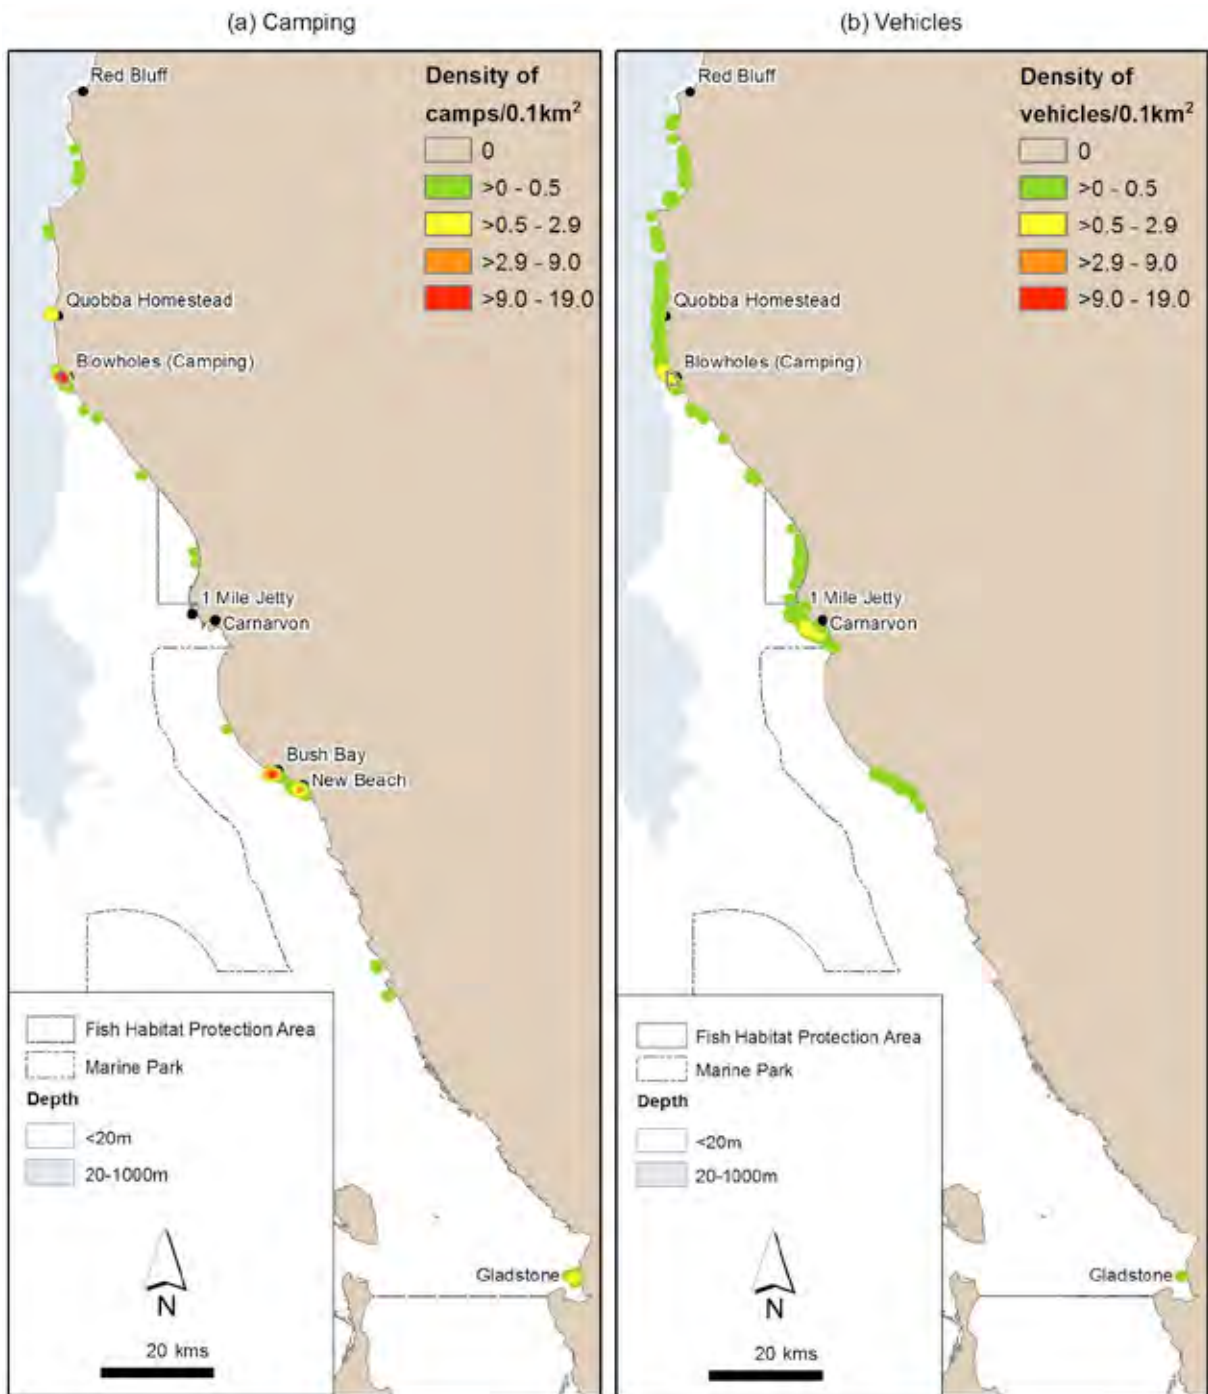 (a) Camping
Red Bluff
Density of
camps/0.1km²
0
>0 - 0.5
>0.5 - 2.9
>2.9 - 9.0
>9.0 - 19.0
Quobba Homestead
Blowholes (Camping)
1 Mile Jetty
Carnarvon
Bush Bay
New Beach
Fish Habitat Protection Area
Marine Park
Depth
<20m
20-1000m
N
20 kms
Gladstone
(b) Vehicles
Red Bluff
Density of
vehicles/0.1km²
0
>0 - 0.5
>0.5 - 2.9
>2.9 - 9.0
>9.0 - 19.0
Quobba Homestead
Blowholes (Camping)
1 Mile Jetty
Carnarvon
Fish Habitat Protection Area
Marine Park
Depth
<20m
20-1000m
N
20 kms
Gladstone